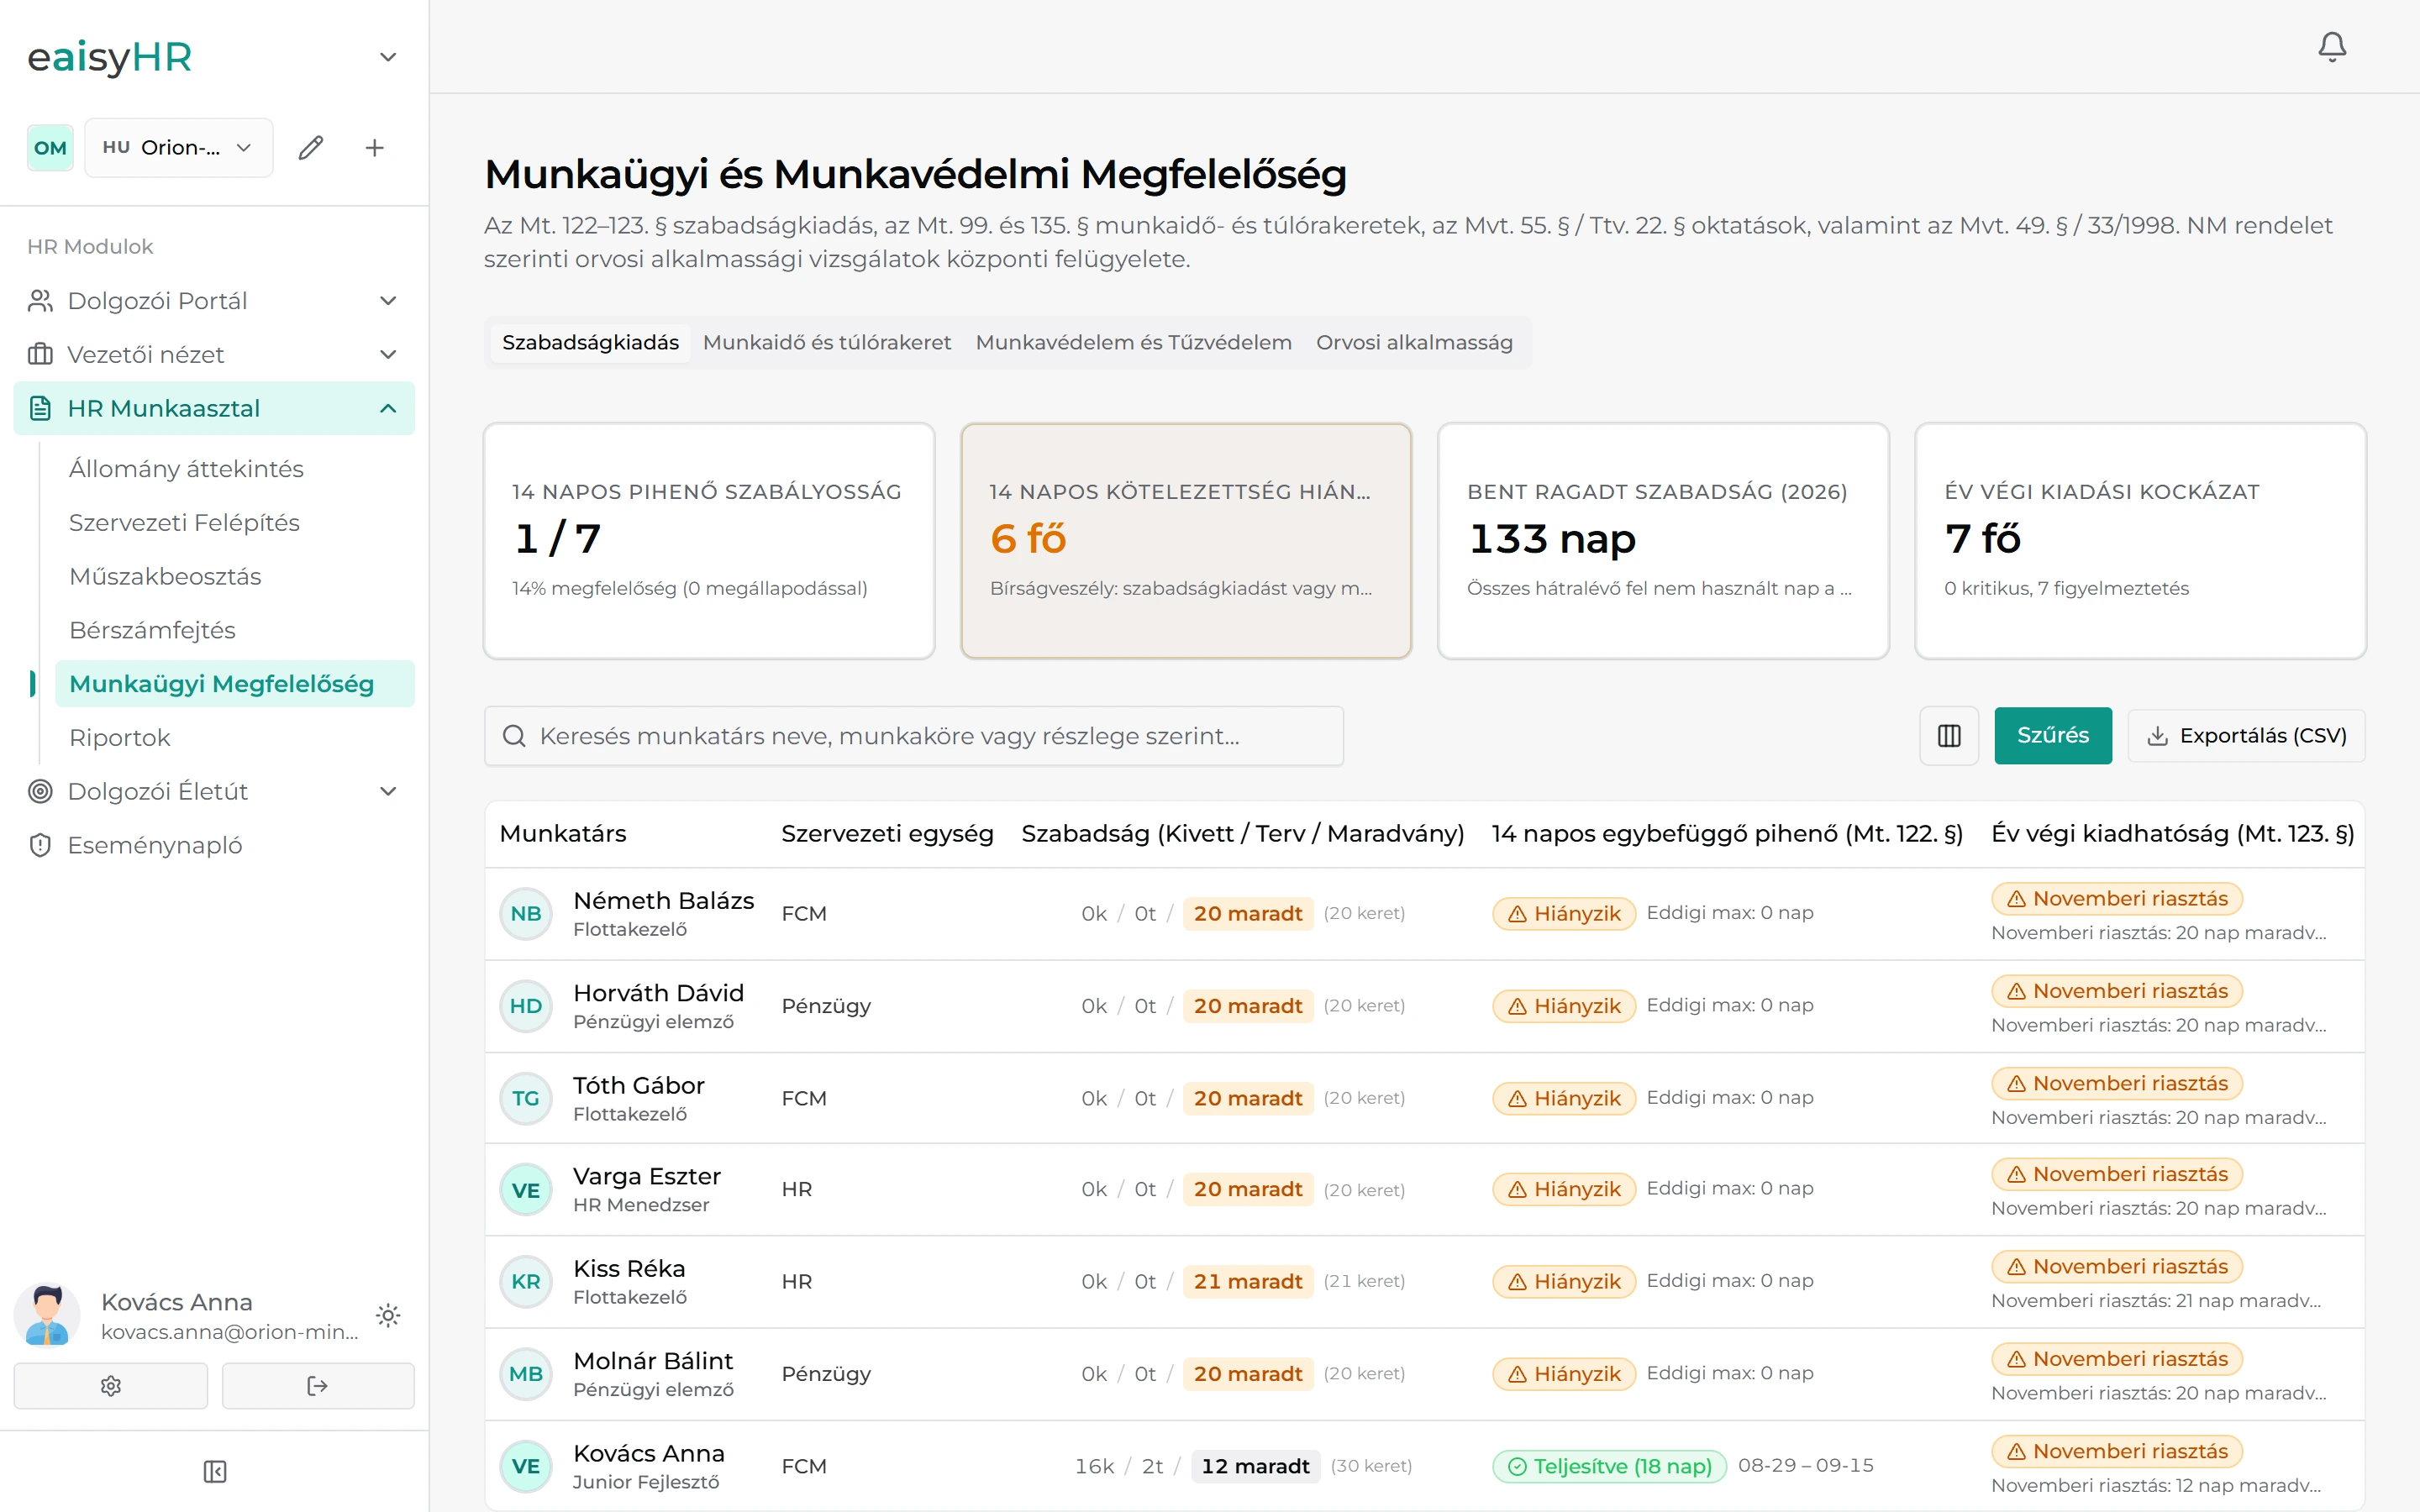 eaisyHR
OM HU Orion-...
HR Modulok
Dolgozói Portál
Vezetői nézet
HR Munkaasztal
Állomány áttekintés
Szervezeti Felépítés
Műszakbeosztás
Bérszámfejtés
Munkaügyi Megfelelőség
Riportok
Dolgozói Életút
Eseménynapló
Kovács Anna
kovacs.anna@orion-min...
Munkaügyi és Munkavédelmi Megfelelőség
Az Mt. 122–123. § szabadságkiadás, az Mt. 99. és 135. § munkaidő- és túlórakeretek, az Mvt. 55. § / Ttv. 22. § oktatások, valamint az Mvt. 49. § / 33/1998. NM rendelet
szerinti orvosi alkalmassági vizsgálatok központi felügyelete.
Szabadságkiadás Munkaidő és túlórakeret Munkavédelem és Tűzvédelem Orvosi alkalmasság
14 NAPOS PIHENŐ SZABÁLYOSSÁG
1 / 7
14% megfelelőség (0 megállapodással)
14 NAPOS KÖTELEZETTSÉG HIÁN...
6 fő
Bírságveszély: szabadságkiadást vagy m...
BENT RAGADT SZABADSÁG (2026)
133 nap
Összes hátralévő fel nem használt nap a ...
ÉV VÉGI KIADÁSI KOCKÁZAT
7 fő
0 kritikus, 7 figyelmeztetés
Keresés munkatárs neve, munkaköre vagy részlege szerint...
Szűrés
Exportálás (CSV)
Munkatárs Szervezeti egység Szabadság (Kivett / Terv / Maradvány) 14 napos egybefüggő pihenő (Mt. 122. §) Év végi kiadhatóság (Mt. 123. §)
NB Németh Balázs FCM 0k / 0t / 20 maradt (20 keret) Hiányzik Eddigi max: 0 nap Novemberi riasztás
Flottakezelő Novemberi riasztás: 20 nap maradv...
HD Horváth Dávid Pénzügy 0k / 0t / 20 maradt (20 keret) Hiányzik Eddigi max: 0 nap Novemberi riasztás
Pénzügyi elemző Novemberi riasztás: 20 nap maradv...
TG Tóth Gábor FCM 0k / 0t / 20 maradt (20 keret) Hiányzik Eddigi max: 0 nap Novemberi riasztás
Flottakezelő Novemberi riasztás: 20 nap maradv...
VE Varga Eszter HR 0k / 0t / 20 maradt (20 keret) Hiányzik Eddigi max: 0 nap Novemberi riasztás
HR Menedzser Novemberi riasztás: 20 nap maradv...
KR Kiss Réka HR 0k / 0t / 21 maradt (21 keret) Hiányzik Eddigi max: 0 nap Novemberi riasztás
Flottakezelő Novemberi riasztás: 21 nap maradv...
MB Molnár Bálint Pénzügy 0k / 0t / 20 maradt (20 keret) Hiányzik Eddigi max: 0 nap Novemberi riasztás
Pénzügyi elemző Novemberi riasztás: 20 nap maradv...
VE Kovács Anna FCM 16k / 2t / 12 maradt (30 keret) Teljesítve (18 nap) 08-29 – 09-15 Novemberi riasztás
Junior Fejlesztő Novemberi riasztás: 12 nap maradv...